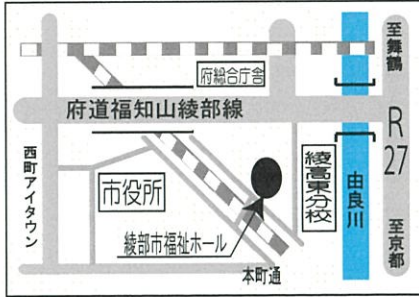 至舞鶴
府総合庁舎
府道福知山綾部線
R
27
西町アイタウン
市役所
綾高東分校
由良川
綾部市福祉ホール
至京都
本町通